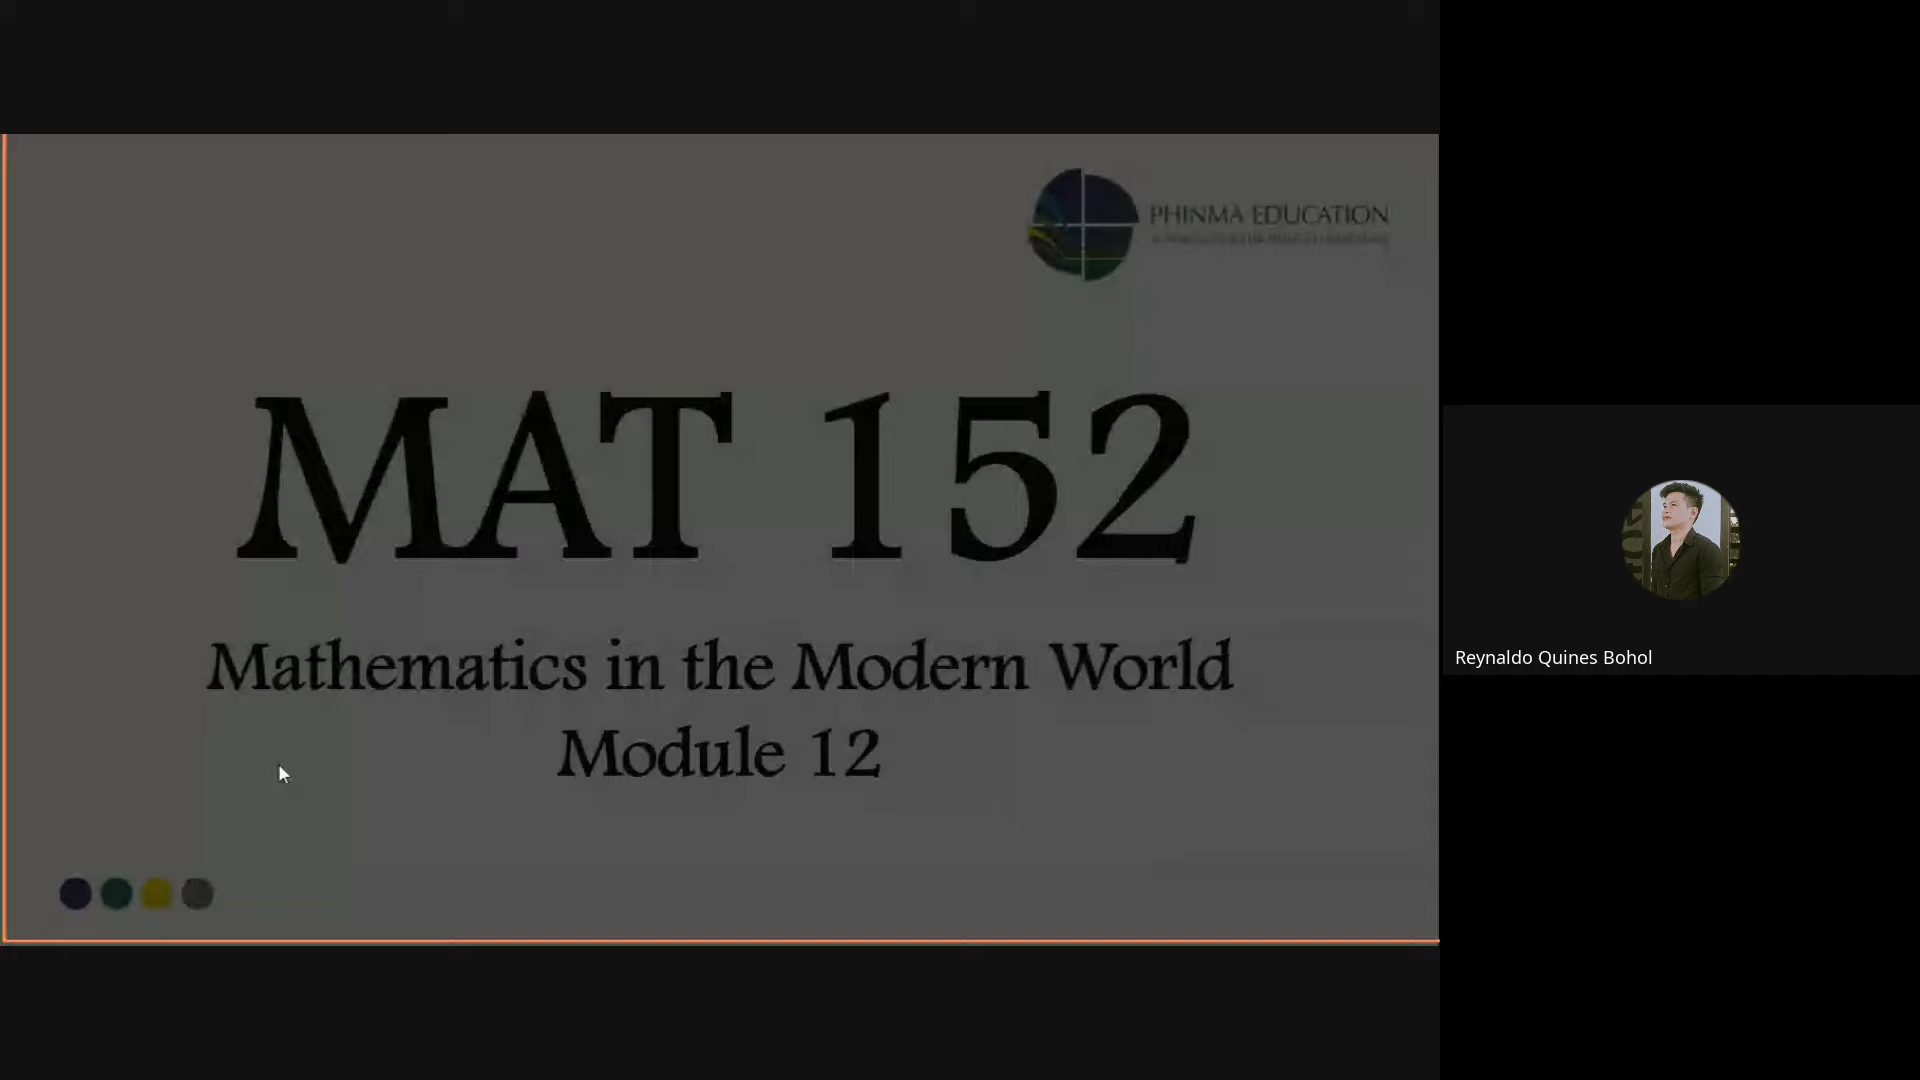 PHINMA EDUCATION
MAT 152
Mathematics in the Modern World
Module 12
Reynaldo Quines Bohol